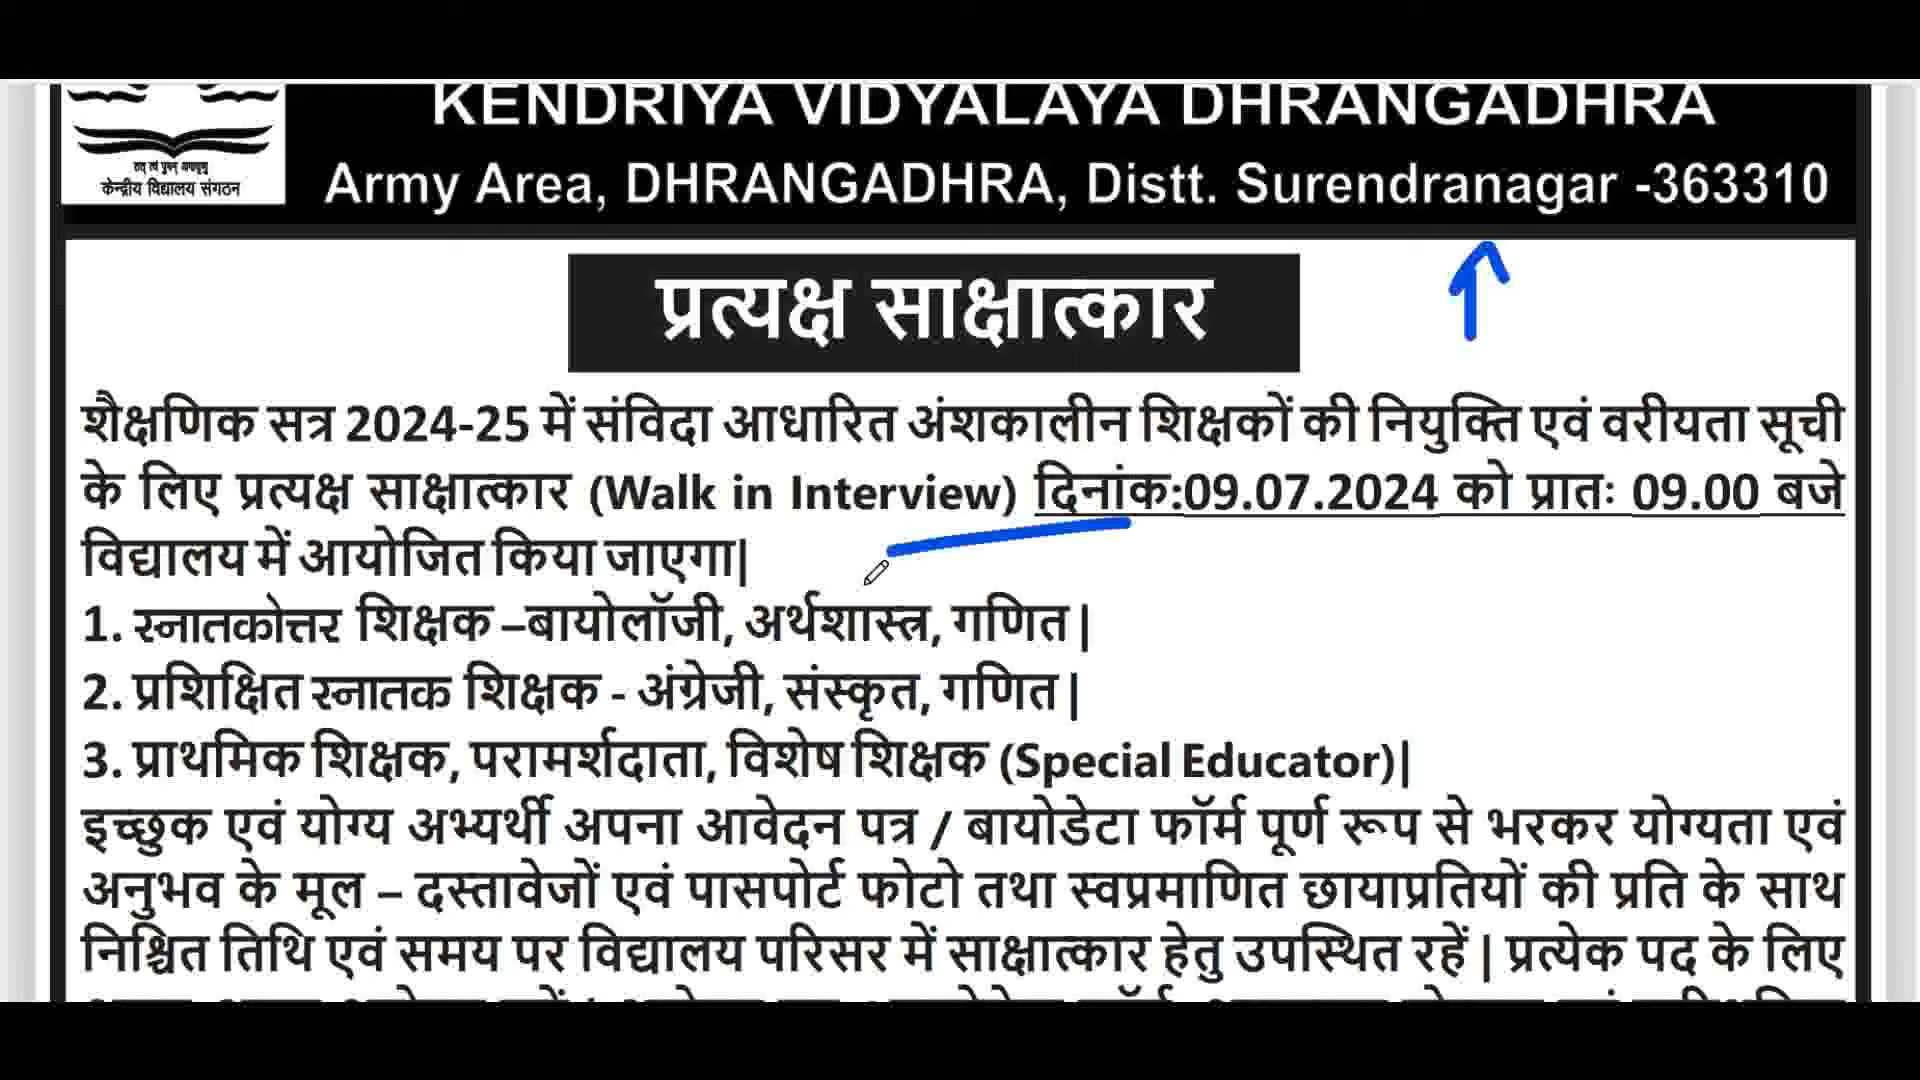 KENDRIYA VIDYALAYA DHRANGADHRA
केन्द्रीय विद्यालय संगठन
Army Area, DHRANGADHRA, Distt. Surendranagar -363310
प्रत्यक्ष साक्षात्कार
शैक्षणिक सत्र 2024-25 में संविदा आधारित अंशकालीन शिक्षकों की नियुक्ति एवं वरीयता सूची
के लिए प्रत्यक्ष साक्षात्कार (Walk in Interview) दिनांक:09.07.2024 को प्रातः 09.00 बजे
विद्यालय में आयोजित किया जाएगा|
1. स्नातकोत्तर शिक्षक –बायोलॉजी, अर्थशास्त्र, गणित |
2. प्रशिक्षित स्नातक शिक्षक - अंग्रेजी, संस्कृत, गणित |
3. प्राथमिक शिक्षक, परामर्शदाता, विशेष शिक्षक (Special Educator)|
इच्छुक एवं योग्य अभ्यर्थी अपना आवेदन पत्र / बायोडेटा फॉर्म पूर्ण रूप से भरकर योग्यता एवं
अनुभव के मूल – दस्तावेजों एवं पासपोर्ट फोटो तथा स्वप्रमाणित छायाप्रतियों की प्रति के साथ
निश्चित तिथि एवं समय पर विद्यालय परिसर में साक्षात्कार हेतु उपस्थित रहें | प्रत्येक पद के लिए